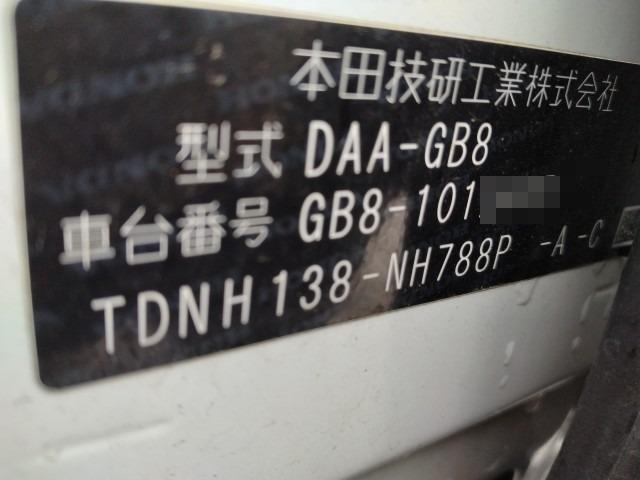 本田技研工業株式会社
型式 DAA-GB8
車台番号 GB8-101
TDNH138-NH788P -A -C